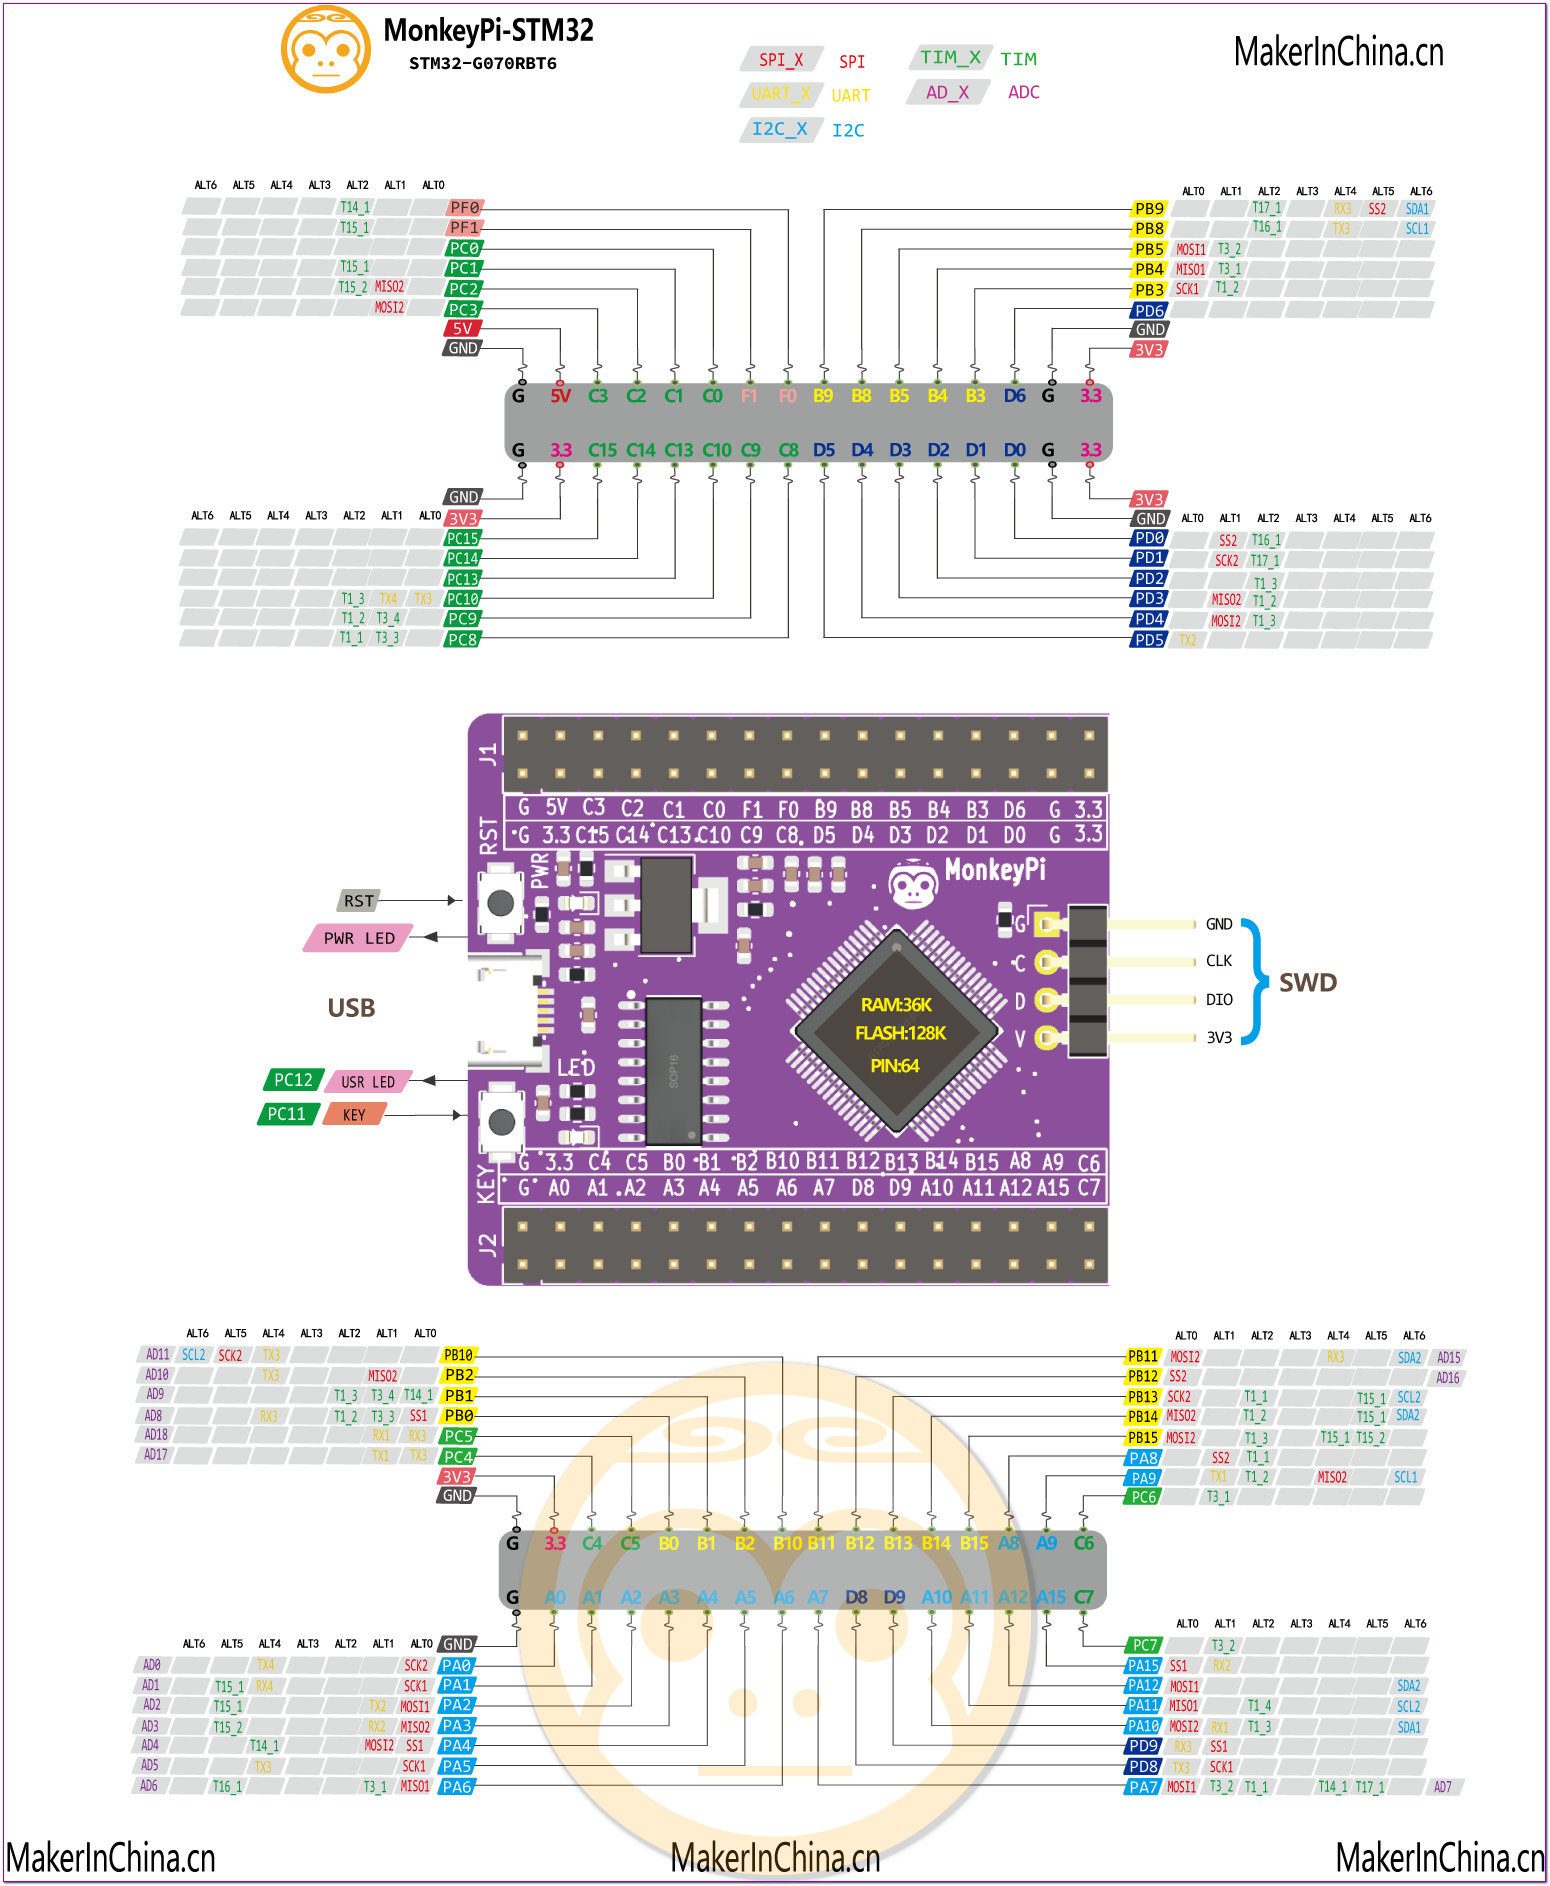 MonkeyPi-STM32
STM32-G070RBT6
SPI_X SPI TIM_X TIM
UART_X UART AD_X ADC
I2C_X I2C
MakerInChina.cn
ALT6 ALT5 ALT4 ALT3 ALT2 ALT1 ALT0
T14_1 PF0
T15_1 PF1
PC0
T15_1 PC1
T15_2 MISO2 PC2
MOSI2 PC3
5V
GND
ALT0 ALT1 ALT2 ALT3 ALT4 ALT5 ALT6
PB9 T17_1 RX3 SS2 SDA1
PB8 T16_1 TX3 SCL1
PB5 MOSI1 T3_2
PB4 MISO1 T3_1
PB3 SCK1 T1_2
PD6
GND
3V3
G 5V C3 C2 C1 C0 F1 F0 B9 B8 B5 B4 B3 D6 G 3.3
G 3.3 C15 C14 C13 C10 C9 C8 D5 D4 D3 D2 D1 D0 G 3.3
GND
ALT6 ALT5 ALT4 ALT3 ALT2 ALT1 ALT0 3V3
PC15
PC14
PC13
T1_3 TX4 TX3 PC10
T1_2 T3_4 PC9
T1_1 T3_3 PC8
3V3
GND ALT0 ALT1 ALT2 ALT3 ALT4 ALT5 ALT6
PD0 SS2 T16_1
PD1 SCK2 T17_1
PD2 T1_3
PD3 MISO2 T1_2
PD4 MOSI2 T1_3
PD5 TX2
J1
G 5V C3 C2 C1 C0 F1 F0 B9 B8 B5 B4 B3 D6 G 3.3
G 3.3 C15 C14 C13 C10 C9 C8 D5 D4 D3 D2 D1 D0 G 3.3
RST
PWR
MonkeyPi
RST
PWR LED
USB
PC12 USR LED
PC11 KEY
LED
SOP16
RAM:36K
FLASH:128K
PIN:64
G GND
C CLK
D DIO
V 3V3
SWD
KEY
G 3.3 C4 C5 B0 B1 B2 B10 B11 B12 B13 B14 B15 A8 A9 C6
G A0 A1 A2 A3 A4 A5 A6 A7 D8 D9 A10 A11 A12 A15 C7
J2
ALT6 ALT5 ALT4 ALT3 ALT2 ALT1 ALT0
AD11 SCL2 SCK2 TX3 PB10
AD10 TX3 MISO2 PB2
AD9 T1_3 T3_4 T14_1 PB1
AD8 RX3 T1_2 T3_3 SS1 PB0
AD18 RX1 RX3 PC5
AD17 TX1 TX3 PC4
3V3
GND
ALT0 ALT1 ALT2 ALT3 ALT4 ALT5 ALT6
PB11 MOSI2 RX3 SDA2 AD15
PB12 SS2 AD16
PB13 SCK2 T1_1 T15_1 SCL2
PB14 MISO2 T1_2 T15_1 SDA2
PB15 MOSI2 T1_3 T15_1 T15_2
PA8 SS2 T1_1
PA9 TX1 T1_2 MISO2 SCL1
PC6 T3_1
G 3.3 C4 C5 B0 B1 B2 B10 B11 B12 B13 B14 B15 A8 A9 C6
G A0 A1 A2 A3 A4 A5 A6 A7 D8 D9 A10 A11 A12 A15 C7
ALT6 ALT5 ALT4 ALT3 ALT2 ALT1 ALT0 GND
AD0 TX4 SCK2 PA0
AD1 T15_1 RX4 SCK1 PA1
AD2 T15_1 TX2 MOSI1 PA2
AD3 T15_2 RX2 MISO2 PA3
AD4 T14_1 MOSI2 SS1 PA4
AD5 TX3 SCK1 PA5
AD6 T16_1 T3_1 MISO1 PA6
ALT0 ALT1 ALT2 ALT3 ALT4 ALT5 ALT6
PC7 T3_2
PA15 SS1 RX2
PA12 MOSI1 SDA2
PA11 MISO1 T1_4 SCL2
PA10 MOSI2 RX1 T1_3 SDA1
PD9 RX3 SS1
PD8 TX3 SCK1
PA7 MOSI1 T3_2 T1_1 T14_1 T17_1 AD7
MakerInChina.cn MakerInChina.cn MakerInChina.cn